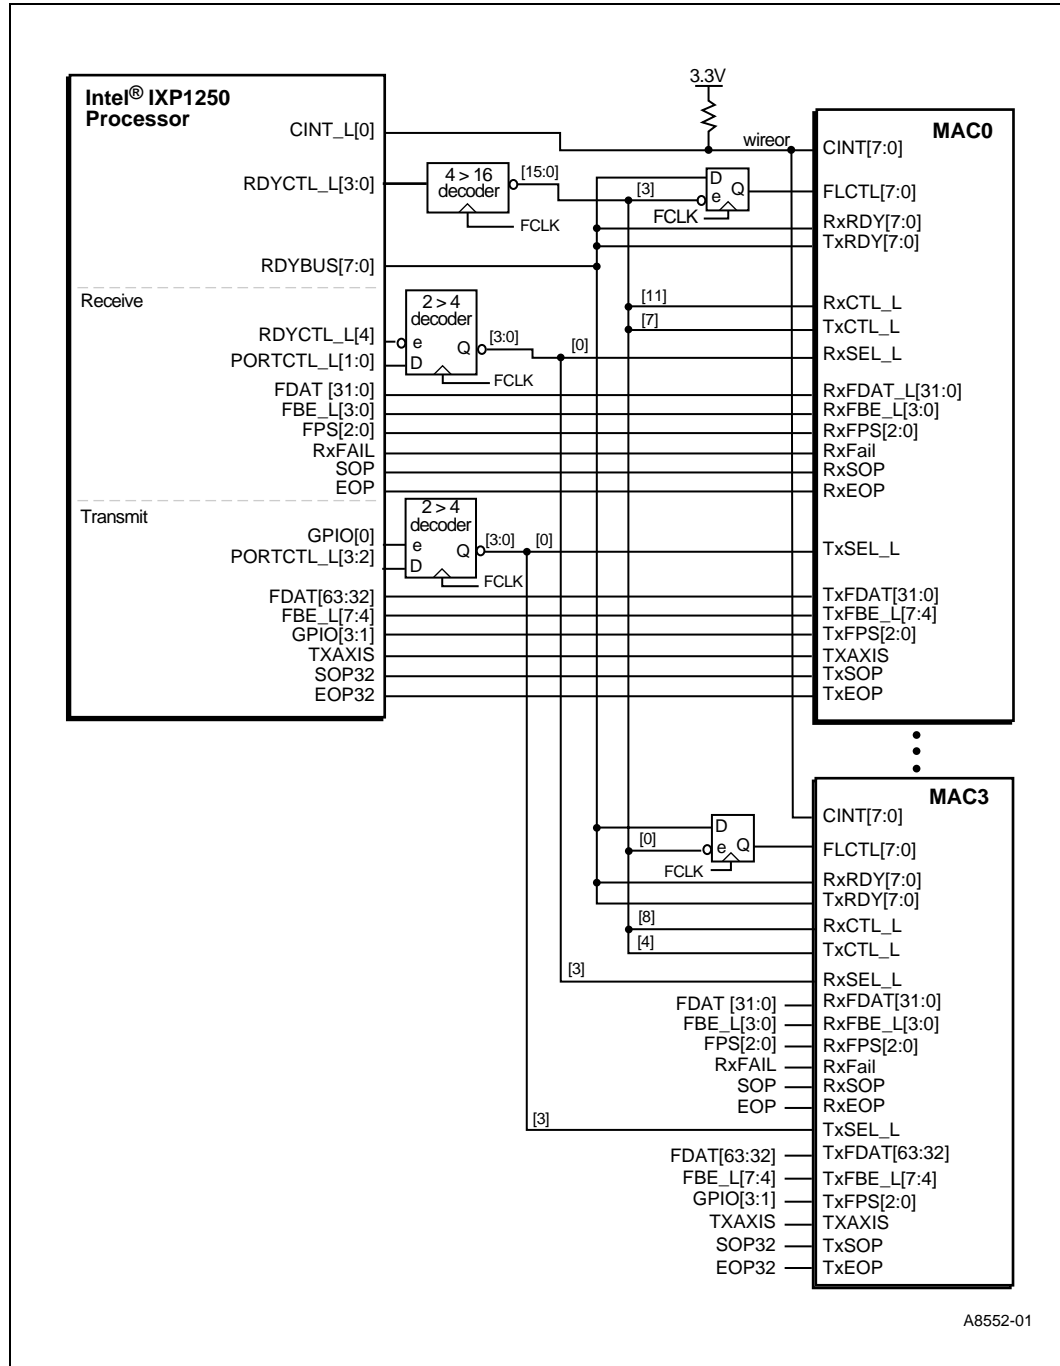 Intel® IXP1250
Processor
CINT_L[0]
RDYCTL_L[3:0]
RDYBUS[7:0]
Receive
RDYCTL_L[4]
PORTCTL_L[1:0]
FDAT [31:0]
FBE_L[3:0]
FPS[2:0]
RxFAIL
SOP
EOP
Transmit
GPIO[0]
PORTCTL_L[3:2]
FDAT[63:32]
FBE_L[7:4]
GPIO[3:1]
TXAXIS
SOP32
EOP32
4 > 16
decoder
[15:0]
FCLK
2 > 4
decoder
e
Q
D
[3:0]
[0]
FCLK
2 > 4
decoder
e
Q
D
[3:0]
[0]
FCLK
3.3V
wireor
[3]
D
e
Q
FCLK
[11]
[7]
MAC0
CINT[7:0]
FLCTL[7:0]
RxRDY[7:0]
TxRDY[7:0]
RxCTL_L
TxCTL_L
RxSEL_L
RxFDAT_L[31:0]
RxFBE_L[3:0]
RxFPS[2:0]
RxFail
RxSOP
RxEOP
TxSEL_L
TxFDAT[31:0]
TxFBE_L[7:4]
TxFPS[2:0]
TXAXIS
TxSOP
TxEOP
[0]
D
e
Q
FCLK
[8]
[4]
[3]
FDAT [31:0]
FBE_L[3:0]
FPS[2:0]
RxFAIL
SOP
EOP
[3]
FDAT[63:32]
FBE_L[7:4]
GPIO[3:1]
TXAXIS
SOP32
EOP32
MAC3
CINT[7:0]
FLCTL[7:0]
RxRDY[7:0]
TxRDY[7:0]
RxCTL_L
TxCTL_L
RxSEL_L
RxFDAT[31:0]
RxFBE_L[3:0]
RxFPS[2:0]
RxFail
RxSOP
RxEOP
TxSEL_L
TxFDAT[63:32]
TxFBE_L[7:4]
TxFPS[2:0]
TXAXIS
TxSOP
TxEOP
A8552-01